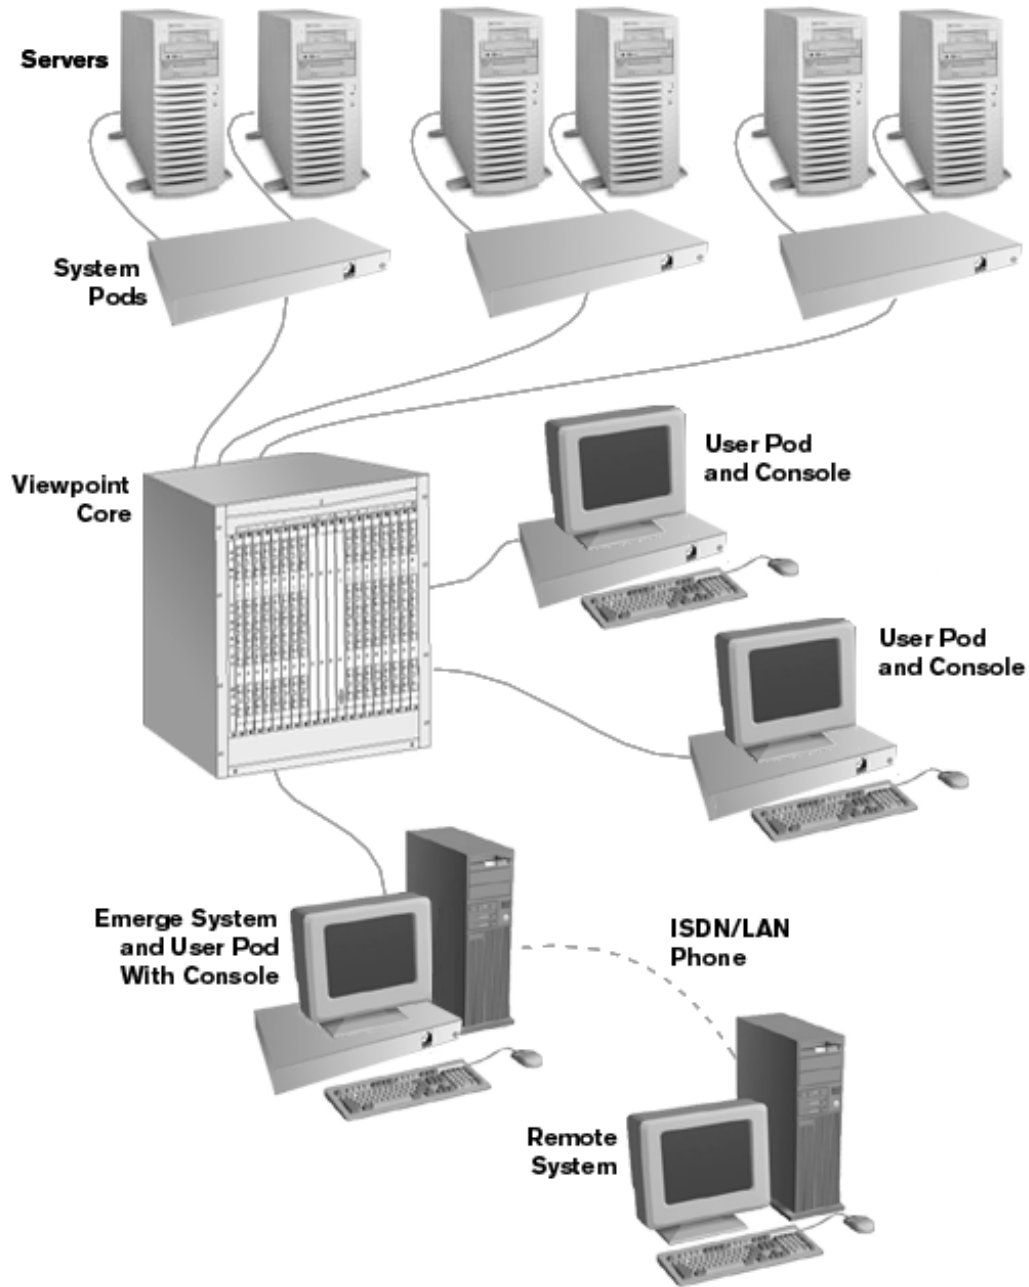 Servers
System
Pods
Viewpoint
Core
User Pod
and Console
User Pod
and Console
Emerge System
and User Pod
With Console
ISDN/LAN
Phone
Remote
System